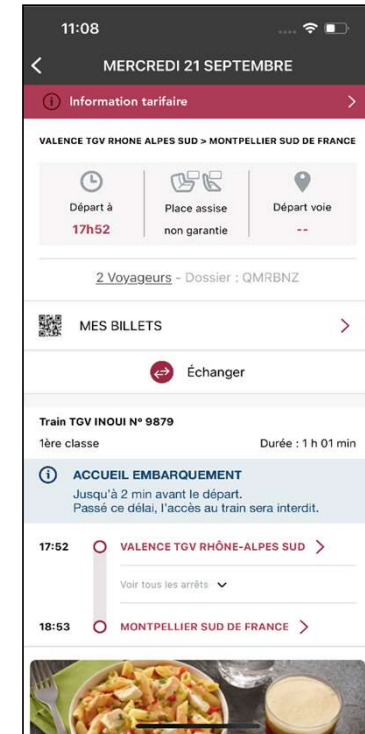 11:08
MERCREDI 21 SEPTEMBRE
Information tarifaire
VALENCE TGV RHONE ALPES SUD > MONTPELLIER SUD DE FRANCE
Départ à
17h52
Place assise
non garantie
Départ voie
--
2 Voyageurs - Dossier : QMRBNZ
MES BILLETS
Échanger
Train TGV INOUI N° 9879
1ère classe Durée : 1 h 01 min
ACCUEIL EMBARQUEMENT
Jusqu'à 2 min avant le départ.
Passé ce délai, l'accès au train sera interdit.
17:52 VALENCE TGV RHÔNE-ALPES SUD
Voir tous les arrêts
18:53 MONTPELLIER SUD DE FRANCE